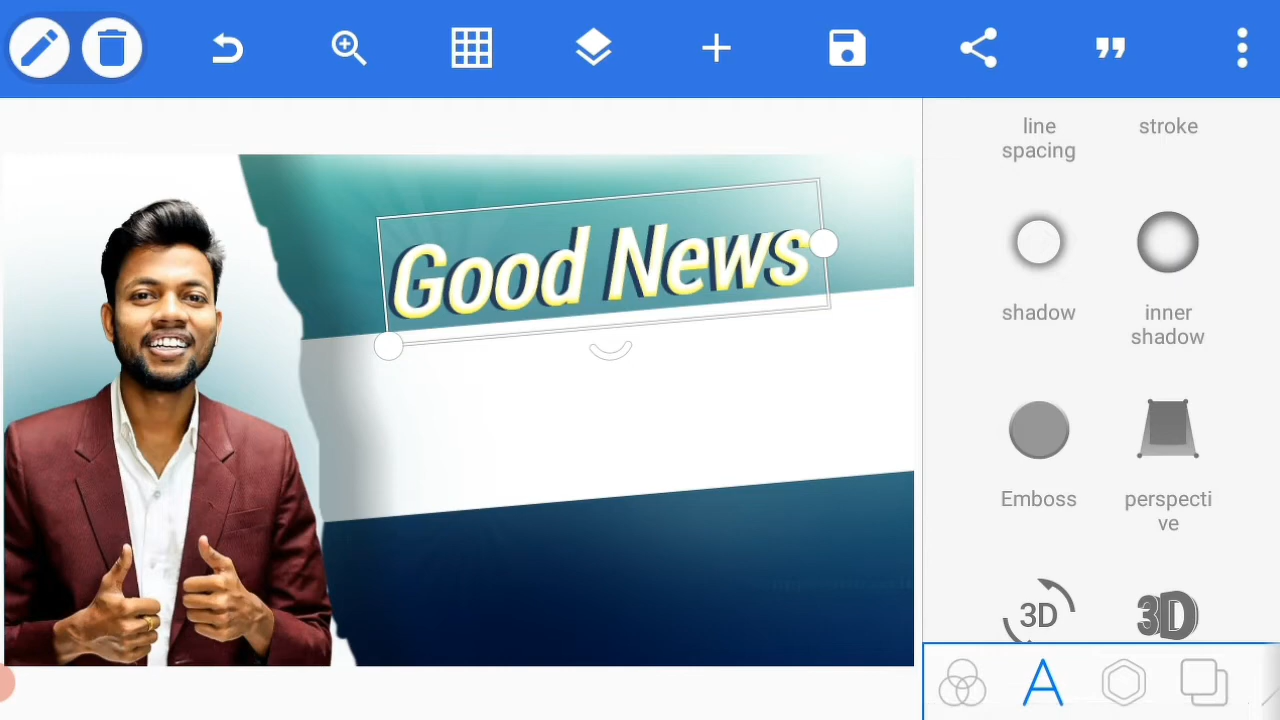 Good News
line
spacing
stroke
shadow
inner
shadow
Emboss
perspecti
ve
3D
3D
A